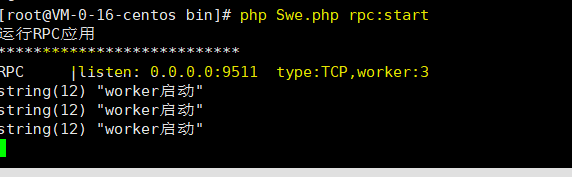 [root@VM-0-16-centos bin]# php Swe.php rpc:start
运行RPC应用
***************************
RPC     |listen: 0.0.0.0:9511  type:TCP,worker:3
string(12) "worker启动"
string(12) "worker启动"
string(12) "worker启动"